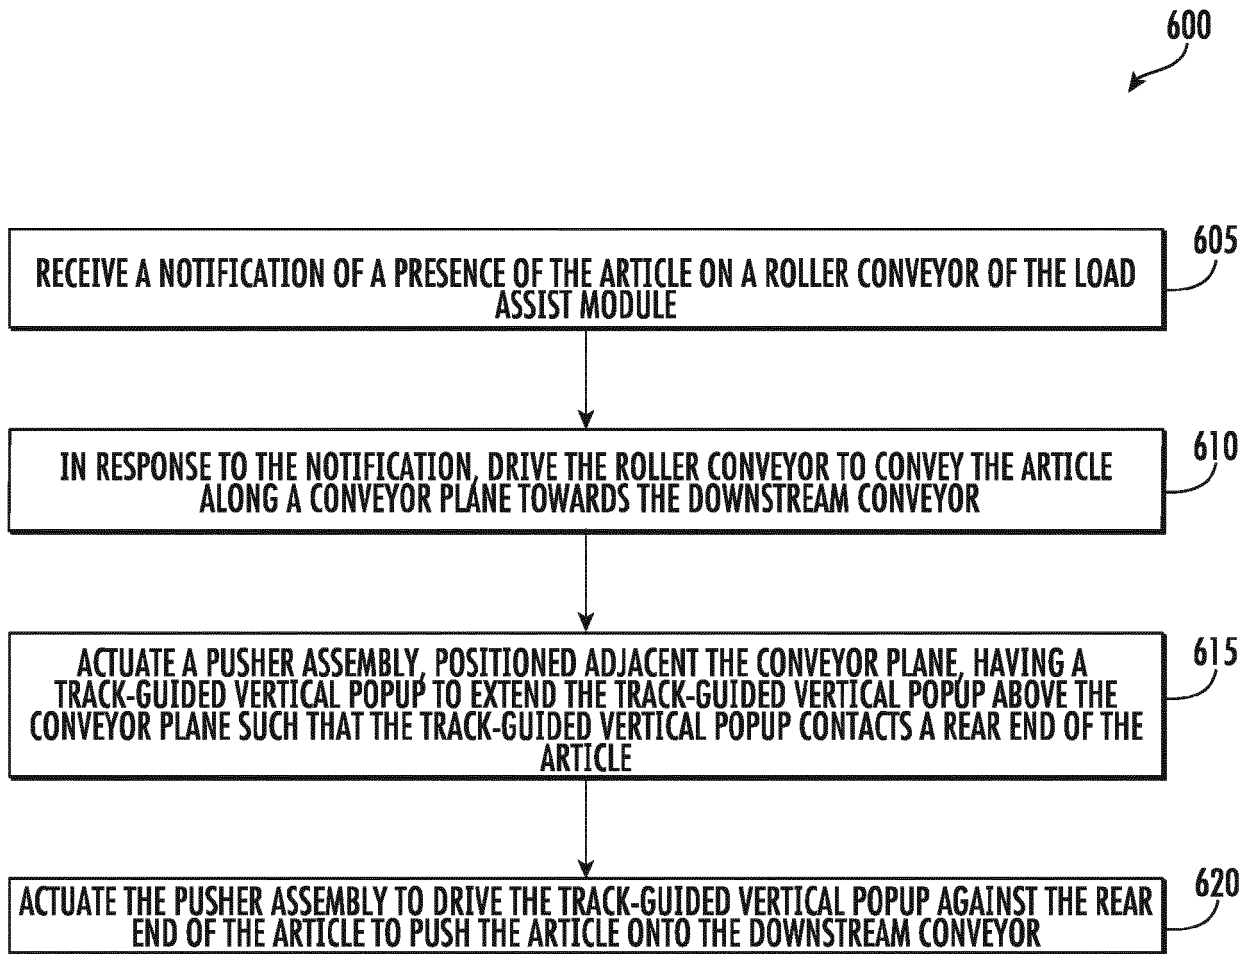 600
605
RECEIVE A NOTIFICATION OF A PRESENCE OF THE ARTICLE ON A ROLLER CONVEYOR OF THE LOAD
ASSIST MODULE
610
IN RESPONSE TO THE NOTIFICATION, DRIVE THE ROLLER CONVEYOR TO CONVEY THE ARTICLE
ALONG A CONVEYOR PLANE TOWARDS THE DOWNSTREAM CONVEYOR
615
ACTUATE A PUSHER ASSEMBLY, POSITIONED ADJACENT THE CONVEYOR PLANE, HAVING A
TRACK-GUIDED VERTICAL POPUP TO EXTEND THE TRACK-GUIDED VERTICAL POPUP ABOVE THE
CONVEYOR PLANE SUCH THAT THE TRACK-GUIDED VERTICAL POPUP CONTACTS A REAR END OF THE
ARTICLE
620
ACTUATE THE PUSHER ASSEMBLY TO DRIVE THE TRACK-GUIDED VERTICAL POPUP AGAINST THE REAR
END OF THE ARTICLE TO PUSH THE ARTICLE ONTO THE DOWNSTREAM CONVEYOR